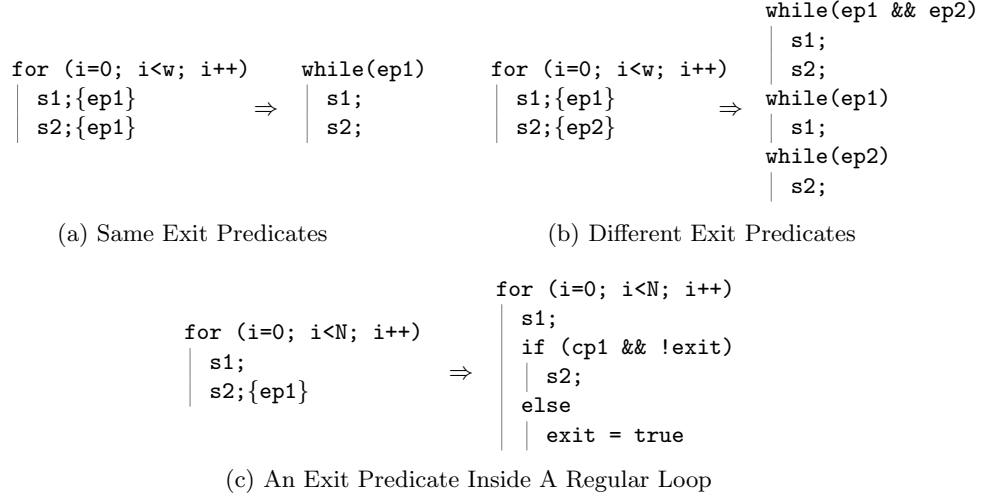 for (i=0; i<w; i++)
s1;{ep1}
s2;{ep1}
⇒
while(ep1)
s1;
s2;
(a) Same Exit Predicates
for (i=0; i<w; i++)
s1;{ep1}
s2;{ep2}
⇒
while(ep1 && ep2)
s1;
s2;
while(ep1)
s1;
while(ep2)
s2;
(b) Different Exit Predicates
for (i=0; i<N; i++)
s1;
s2;{ep1}
⇒
for (i=0; i<N; i++)
s1;
if (cp1 && !exit)
s2;
else
exit = true
(c) An Exit Predicate Inside A Regular Loop